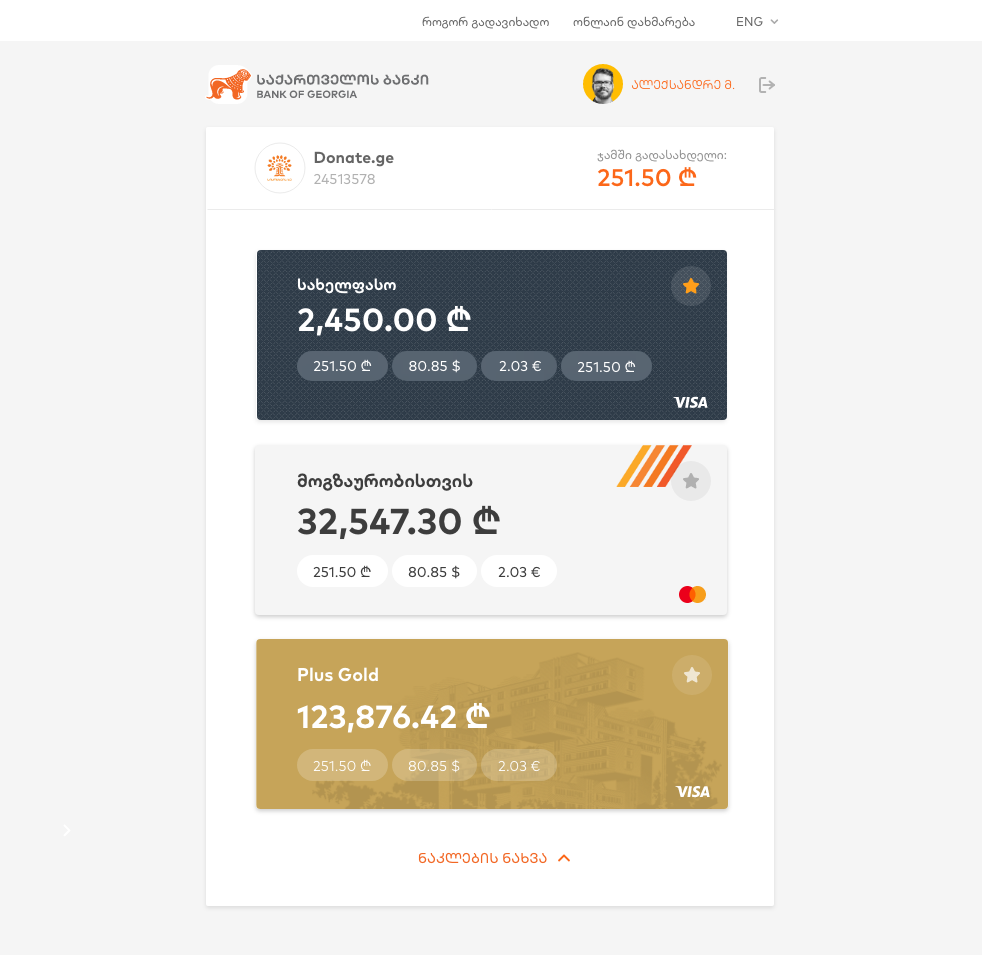 როგორ გადავიხადო ონლაინ დახმარება ENG
საქართველოს ბანკი
BANK OF GEORGIA
ალექსანდრე მ.
Donate.ge
24513578
ჯამში გადასახდელი:
251.50 ₾
სახელფასო
2,450.00 ₾
251.50 ₾ 80.85 $ 2.03 € 251.50 ₾
VISA
მოგზაურობისთვის
32,547.30 ₾
251.50 ₾ 80.85 $ 2.03 €
Plus Gold
123,876.42 ₾
251.50 ₾ 80.85 $ 2.03 €
VISA
ნაკლების ნახვა